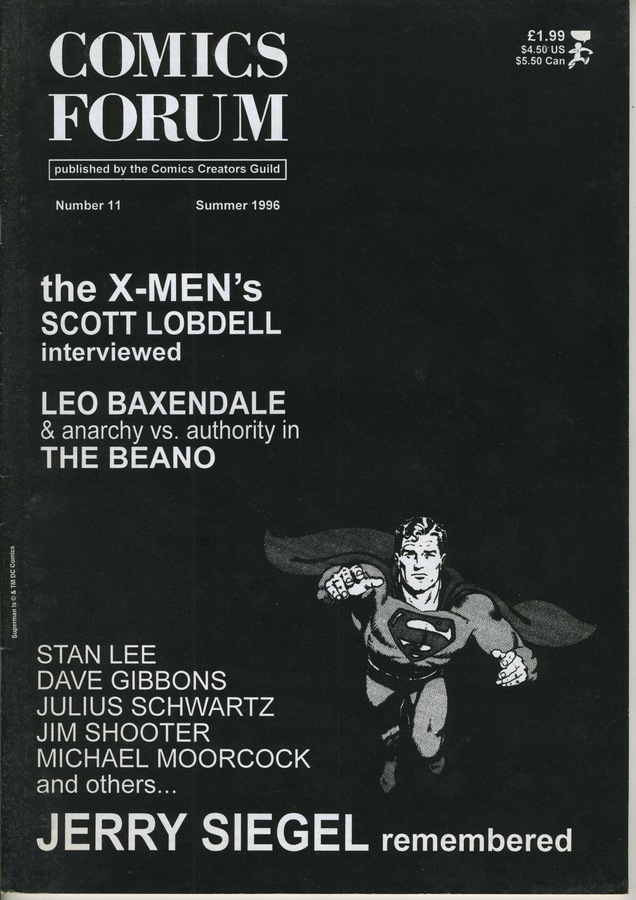 COMICS
FORUM
published by the Comics Creators Guild
Number 11 Summer 1996
£1.99
$4.50 US
$5.50 Can
the X-MEN's
SCOTT LOBDELL
interviewed
LEO BAXENDALE
& anarchy vs. authority in
THE BEANO
Superman is © & TM DC Comics
S
STAN LEE
DAVE GIBBONS
JULIUS SCHWARTZ
JIM SHOOTER
MICHAEL MOORCOCK
and others...
JERRY SIEGEL remembered